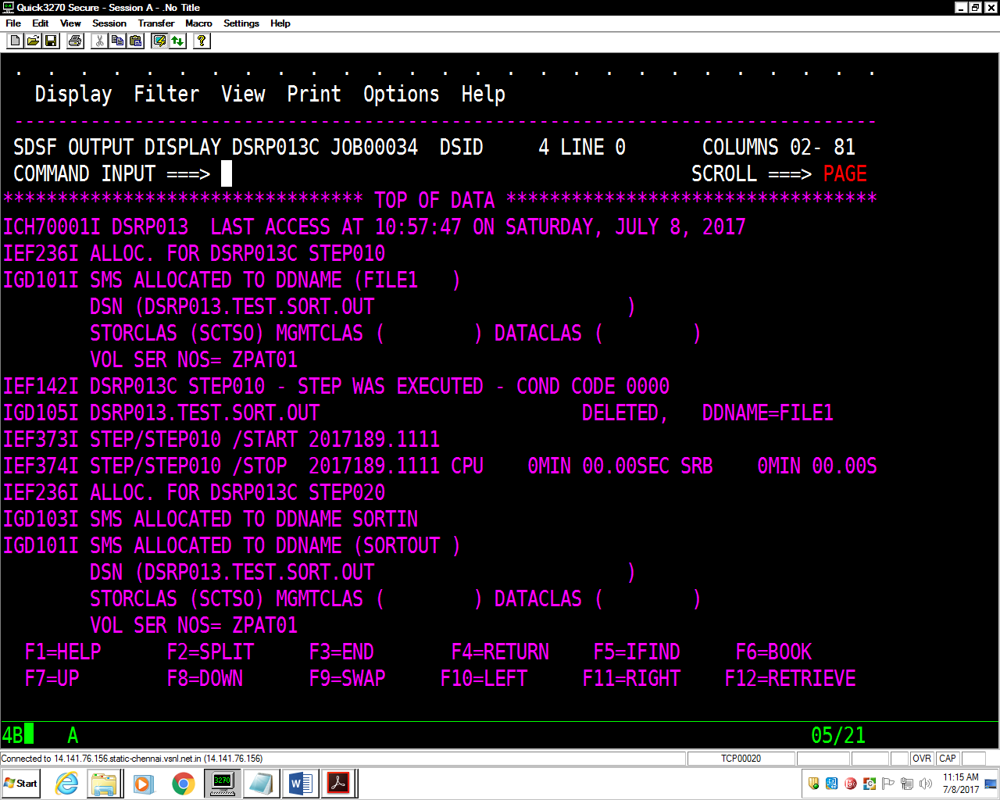 Quick3270 Secure - Session A - .No Title
File Edit View Session Transfer Macro Settings Help
. . . . . . . . . . . . . . . . . . . . . . . . . . .
Display Filter View Print Options Help
-------------------------------------------------------------------------------
SDSF OUTPUT DISPLAY DSRP013C JOB00034 DSID 4 LINE 0 COLUMNS 02- 81
COMMAND INPUT ===> SCROLL ===> PAGE
********************************* TOP OF DATA **********************************
ICH70001I DSRP013 LAST ACCESS AT 10:57:47 ON SATURDAY, JULY 8, 2017
IEF236I ALLOC. FOR DSRP013C STEP010
IGD101I SMS ALLOCATED TO DDNAME (FILE1 )
DSN (DSRP013.TEST.SORT.OUT )
STORCLAS (SCTSO) MGMTCLAS ( ) DATACLAS ( )
VOL SER NOS= ZPAT01
IEF142I DSRP013C STEP010 - STEP WAS EXECUTED - COND CODE 0000
IGD105I DSRP013.TEST.SORT.OUT DELETED, DDNAME=FILE1
IEF373I STEP/STEP010 /START 2017189.1111
IEF374I STEP/STEP010 /STOP 2017189.1111 CPU 0MIN 00.00SEC SRB 0MIN 00.00S
IEF236I ALLOC. FOR DSRP013C STEP020
IGD103I SMS ALLOCATED TO DDNAME SORTIN
IGD101I SMS ALLOCATED TO DDNAME (SORTOUT )
DSN (DSRP013.TEST.SORT.OUT )
STORCLAS (SCTSO) MGMTCLAS ( ) DATACLAS ( )
VOL SER NOS= ZPAT01
F1=HELP F2=SPLIT F3=END F4=RETURN F5=IFIND F6=BOOK
F7=UP F8=DOWN F9=SWAP F10=LEFT F11=RIGHT F12=RETRIEVE
4B A 05/21
Connected to 14.141.76.156.static-chennai.vsnl.net.in (14.141.76.156) TCP00020 OVR CAP
Start 3270 11:15 AM
7/8/2017